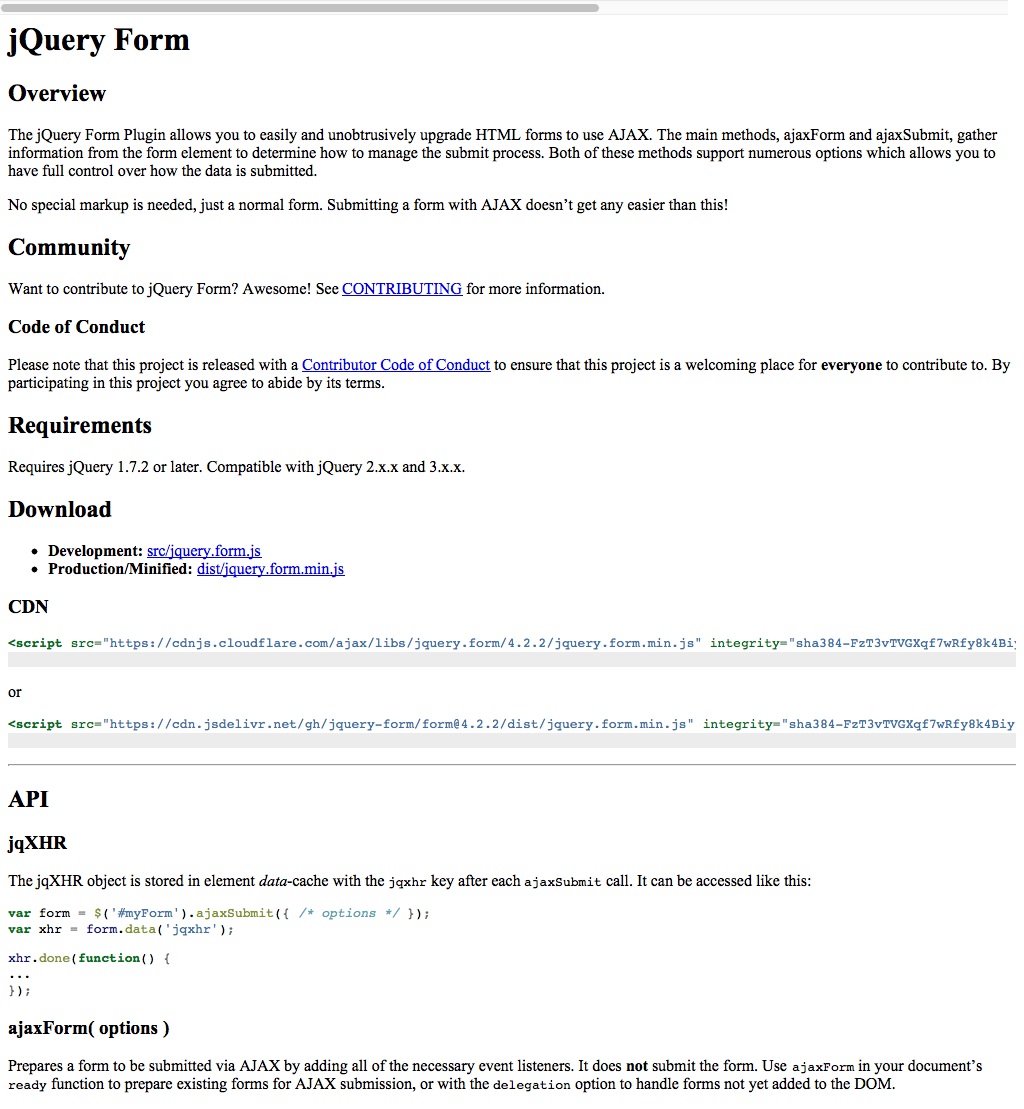 jQuery Form
Overview
The jQuery Form Plugin allows you to easily and unobtrusively upgrade HTML forms to use AJAX. The main methods, ajaxForm and ajaxSubmit, gather
information from the form element to determine how to manage the submit process. Both of these methods support numerous options which allows you to
have full control over how the data is submitted.
No special markup is needed, just a normal form. Submitting a form with AJAX doesn’t get any easier than this!
Community
Want to contribute to jQuery Form? Awesome! See CONTRIBUTING for more information.
Code of Conduct
Please note that this project is released with a Contributor Code of Conduct to ensure that this project is a welcoming place for everyone to contribute to. By
participating in this project you agree to abide by its terms.
Requirements
Requires jQuery 1.7.2 or later. Compatible with jQuery 2.x.x and 3.x.x.
Download
• Development: src/jquery.form.js
• Production/Minified: dist/jquery.form.min.js
CDN
<script src="https://cdnjs.cloudflare.com/ajax/libs/jquery.form/4.2.2/jquery.form.min.js" integrity="sha384-FzT3vTVGXqf7wRfy8k4Biy
or
<script src="https://cdn.jsdelivr.net/gh/jquery-form/form@4.2.2/dist/jquery.form.min.js" integrity="sha384-FzT3vTVGXqf7wRfy8k4Biy
API
jqXHR
The jqXHR object is stored in element data-cache with the jqxhr key after each ajaxSubmit call. It can be accessed like this:
var form = $('#myForm').ajaxSubmit({ /* options */ });
var xhr = form.data('jqxhr');
xhr.done(function() {
...
});
ajaxForm( options )
Prepares a form to be submitted via AJAX by adding all of the necessary event listeners. It does not submit the form. Use ajaxForm in your document’s
ready function to prepare existing forms for AJAX submission, or with the delegation option to handle forms not yet added to the DOM.